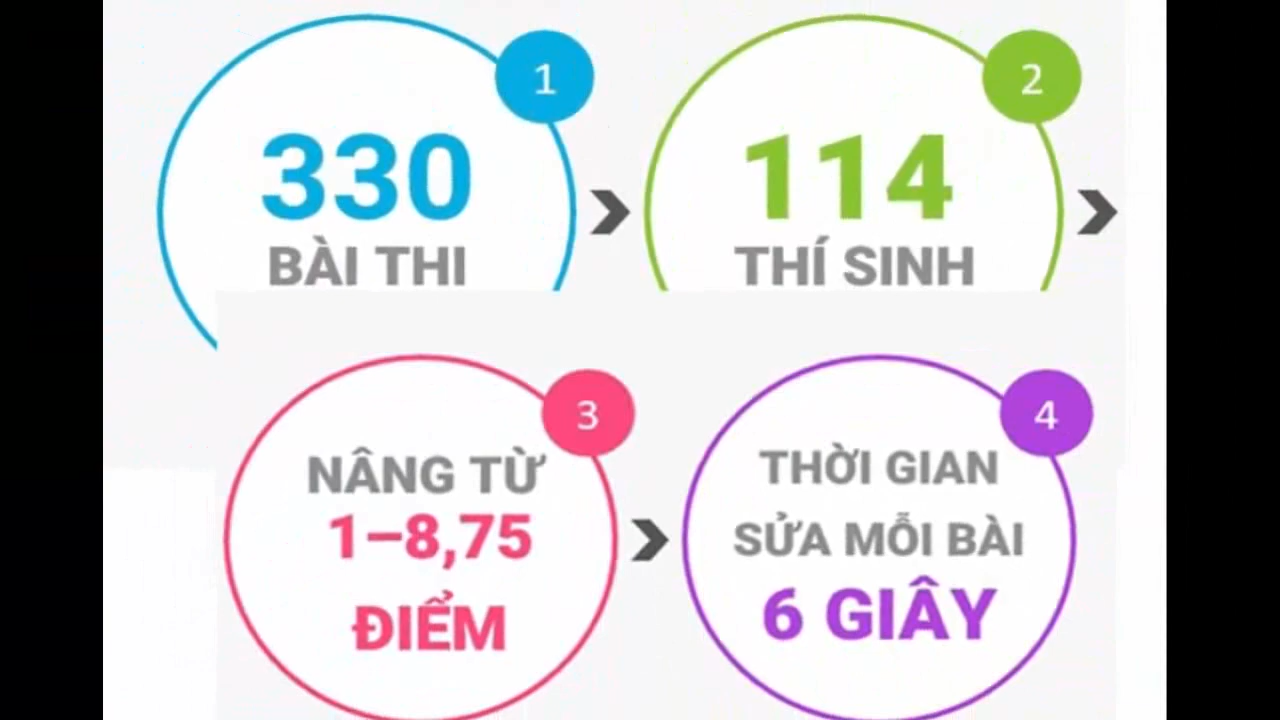 1
330
BÀI THI
2
114
THÍ SINH
3
NÂNG TỪ
1–8,75
ĐIỂM
4
THỜI GIAN
SỬA MỖI BÀI
6 GIÂY